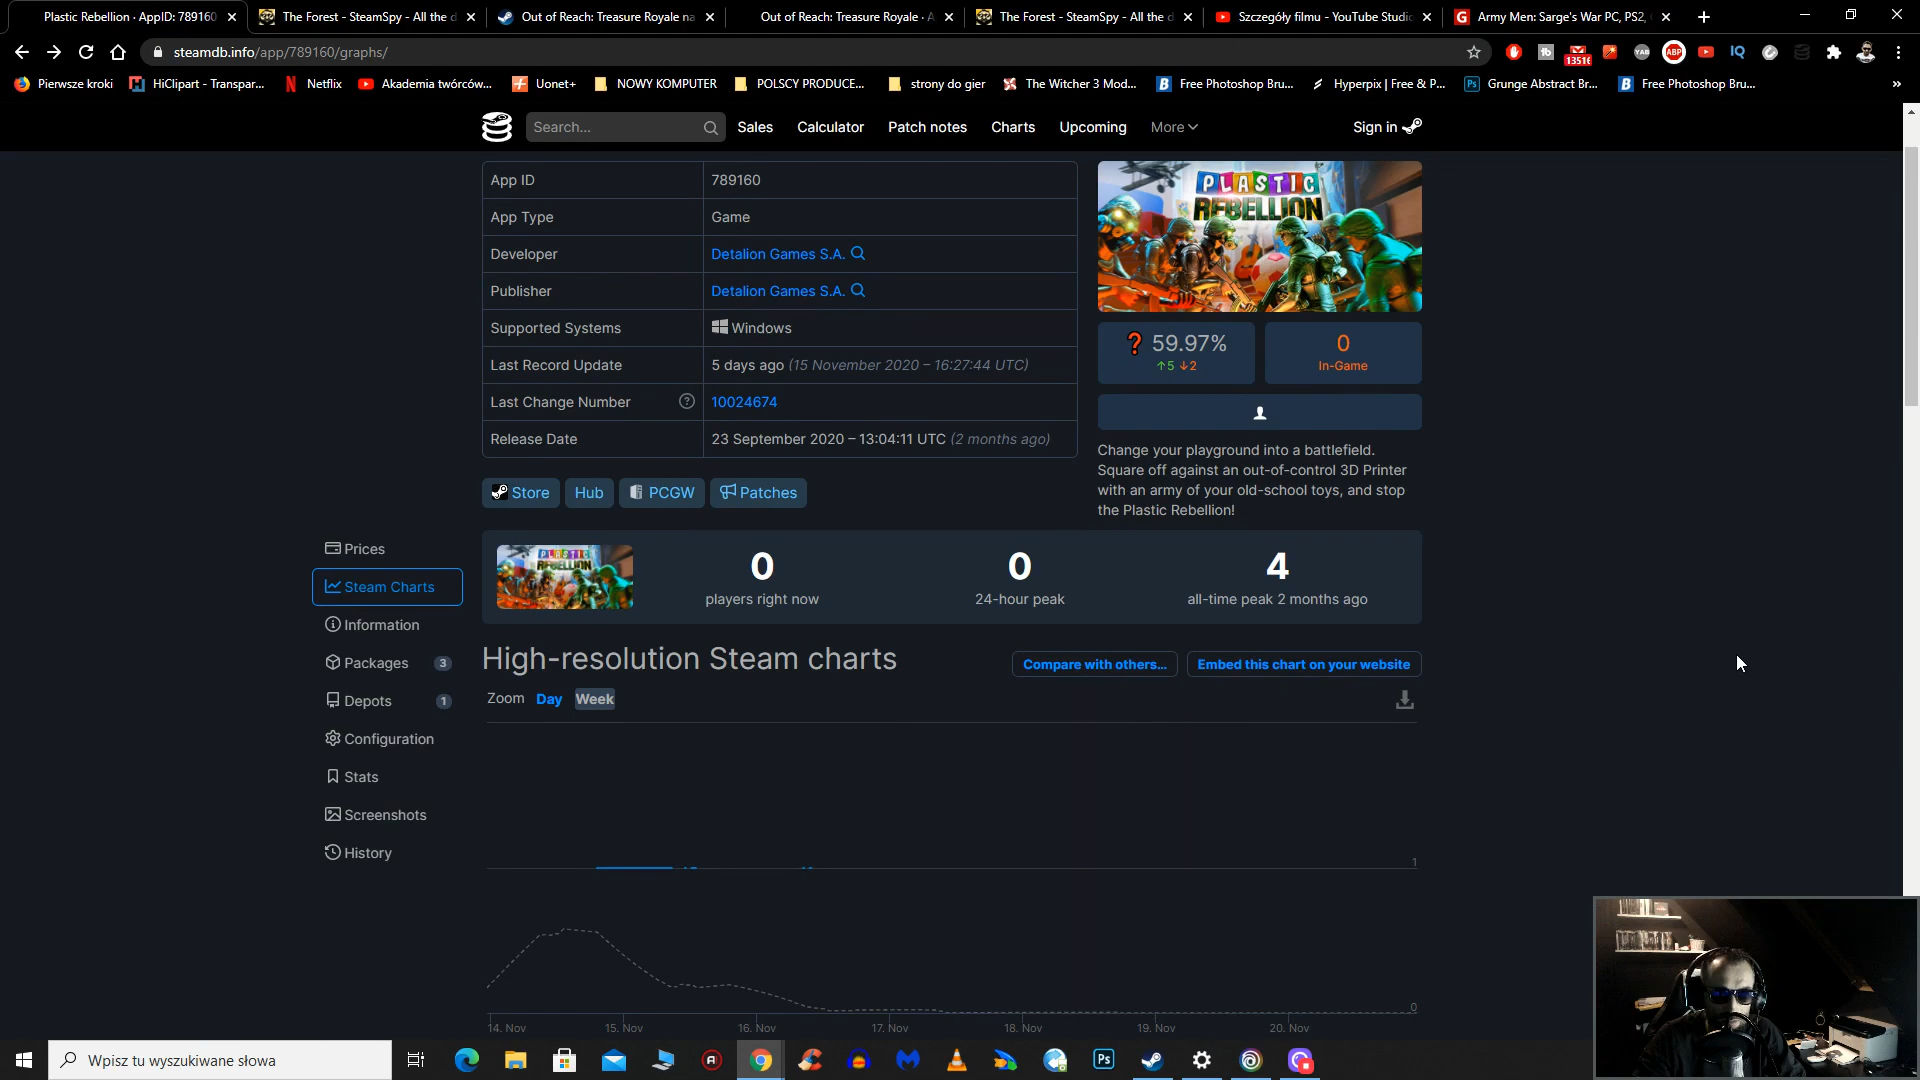 Plastic Rebellion · AppID: 789160
The Forest - SteamSpy - All the d
Out of Reach: Treasure Royale na
Out of Reach: Treasure Royale · A
The Forest - SteamSpy - All the d
Szczegóły filmu - YouTube Studio
Army Men: Sarge's War PC, PS2,
steamdb.info/app/789160/graphs/
Pierwsze kroki
HiClipart - Transpar...
Netflix
Akademia twórców...
Uonet+
NOWY KOMPUTER
POLSCY PRODUCE...
strony do gier
The Witcher 3 Mod...
Free Photoshop Bru...
Hyperpix | Free & P...
Grunge Abstract Br...
Free Photoshop Bru...
Search...
Sales
Calculator
Patch notes
Charts
Upcoming
More
Sign in
App ID 789160
App Type Game
Developer Detalion Games S.A.
Publisher Detalion Games S.A.
Supported Systems Windows
Last Record Update 5 days ago (15 November 2020 – 16:27:44 UTC)
Last Change Number 10024674
Release Date 23 September 2020 – 13:04:11 UTC (2 months ago)
PLASTIC
REBELLION
59.97%
↑5 ↓2
0
In-Game
Change your playground into a battlefield.
Square off against an out-of-control 3D Printer
with an army of your old-school toys, and stop
the Plastic Rebellion!
Store
Hub
PCGW
Patches
Prices
Steam Charts
Information
Packages 3
Depots 1
Configuration
Stats
Screenshots
History
PLASTIC
REBELLION
0
players right now
0
24-hour peak
4
all-time peak 2 months ago
High-resolution Steam charts
Compare with others...
Embed this chart on your website
Zoom Day Week
1
0
14. Nov 15. Nov 16. Nov 17. Nov 18. Nov 19. Nov 20. Nov
Wpisz tu wyszukiwane słowa